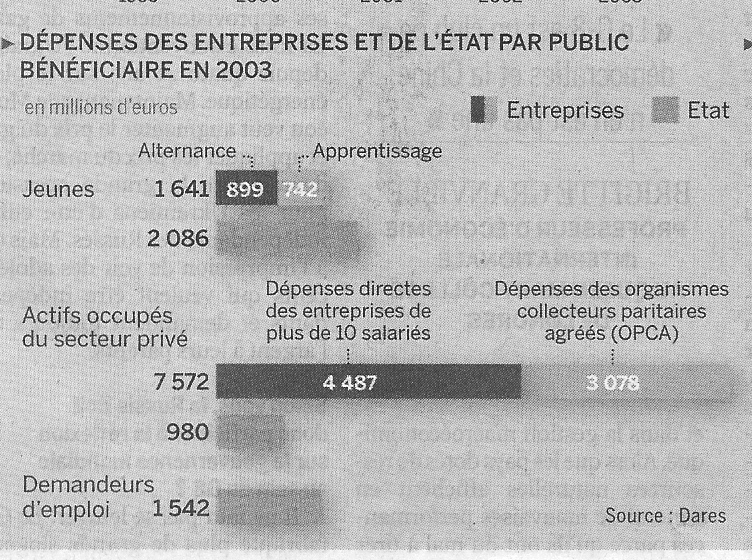 DÉPENSES DES ENTREPRISES ET DE L'ÉTAT PAR PUBLIC
BÉNÉFICIAIRE EN 2003
en millions d'euros
Entreprises Etat
Alternance Apprentissage
Jeunes 1 641 899 742
2 086
Dépenses directes
des entreprises de
plus de 10 salariés
Dépenses des organismes
collecteurs paritaires
agréés (OPCA)
Actifs occupés
du secteur privé
7 572 4 487 3 078
980
Demandeurs
d'emploi 1 542
Source : Dares